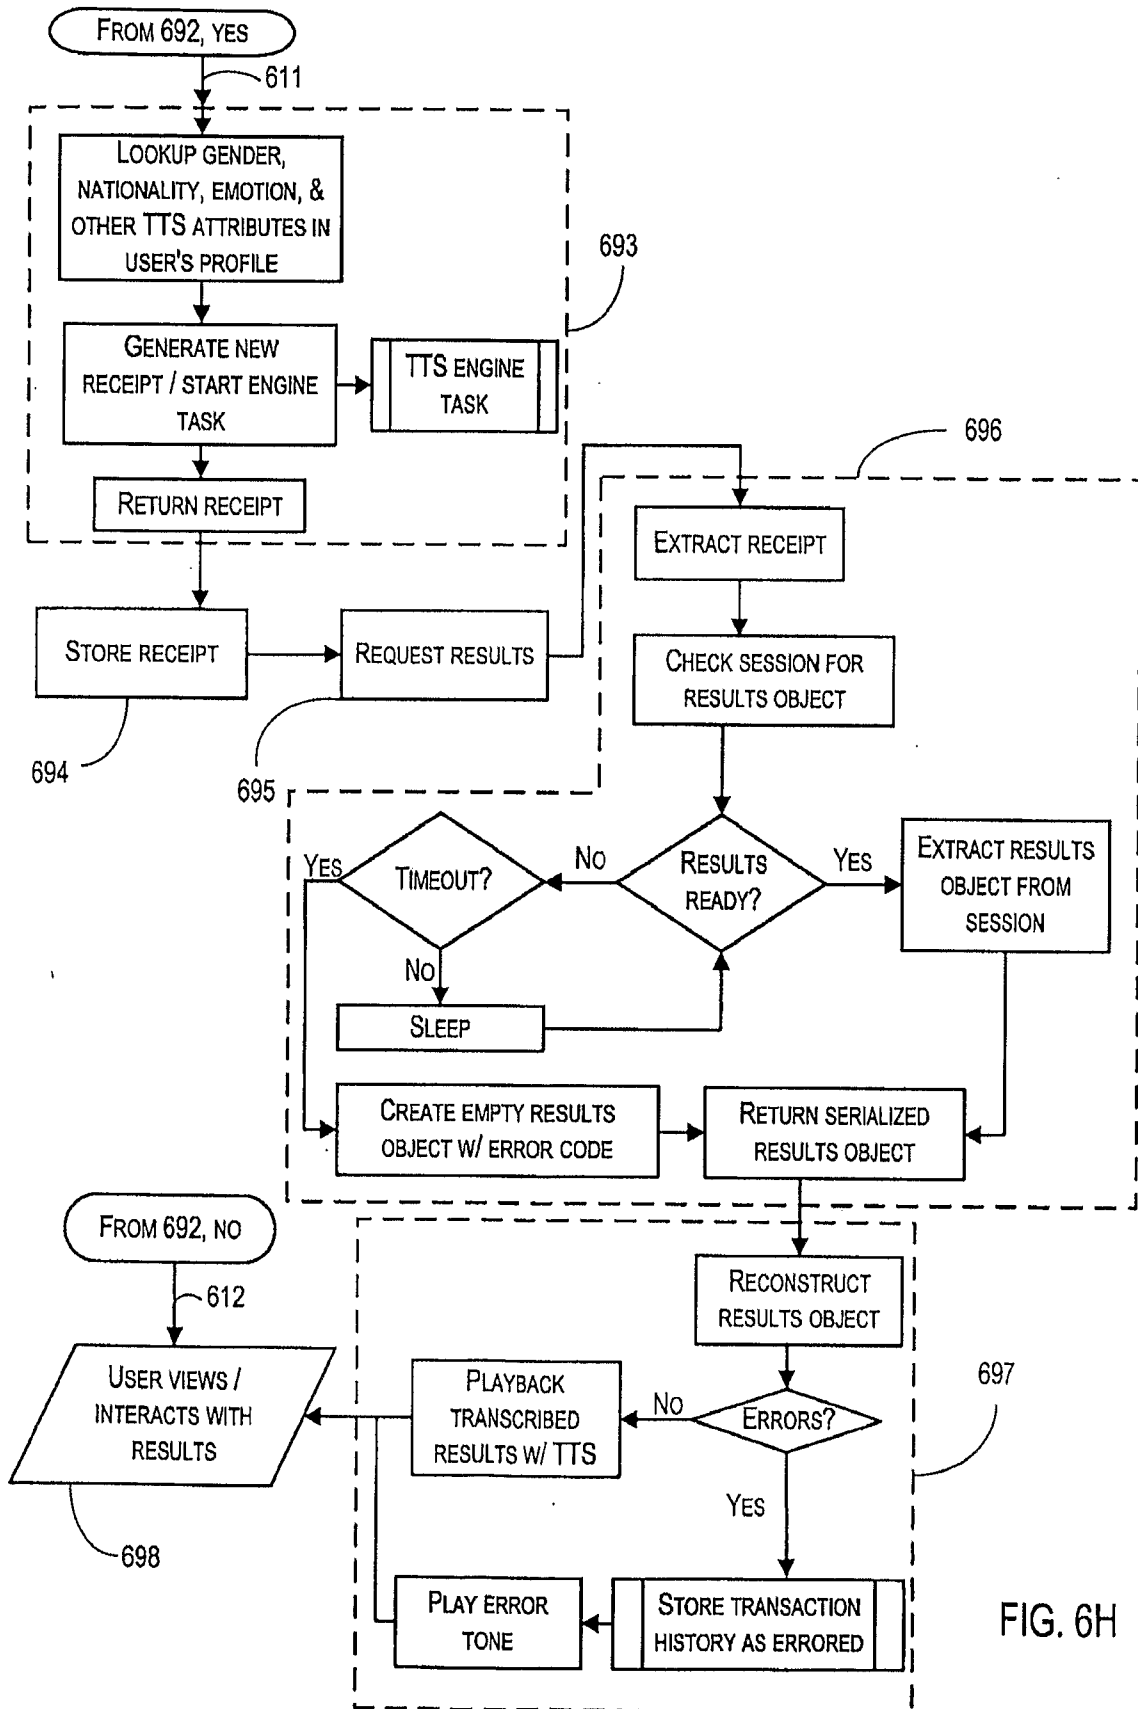 FROM 692, YES
611
LOOKUP GENDER,
NATIONALITY, EMOTION, &
OTHER TTS ATTRIBUTES IN
USER'S PROFILE
693
GENERATE NEW
RECEIPT / START ENGINE
TASK
TTS ENGINE
TASK
RETURN RECEIPT
696
EXTRACT RECEIPT
STORE RECEIPT
REQUEST RESULTS
694
695
CHECK SESSION FOR
RESULTS OBJECT
YES
TIMEOUT?
NO
RESULTS
READY?
YES
EXTRACT RESULTS
OBJECT FROM
SESSION
NO
SLEEP
CREATE EMPTY RESULTS
OBJECT W/ ERROR CODE
RETURN SERIALIZED
RESULTS OBJECT
FROM 692, NO
612
RECONSTRUCT
RESULTS OBJECT
USER VIEWS /
INTERACTS WITH
RESULTS
698
PLAYBACK
TRANSCRIBED
RESULTS W/ TTS
NO
ERRORS?
697
YES
PLAY ERROR
TONE
STORE TRANSACTION
HISTORY AS ERRORED
FIG. 6H